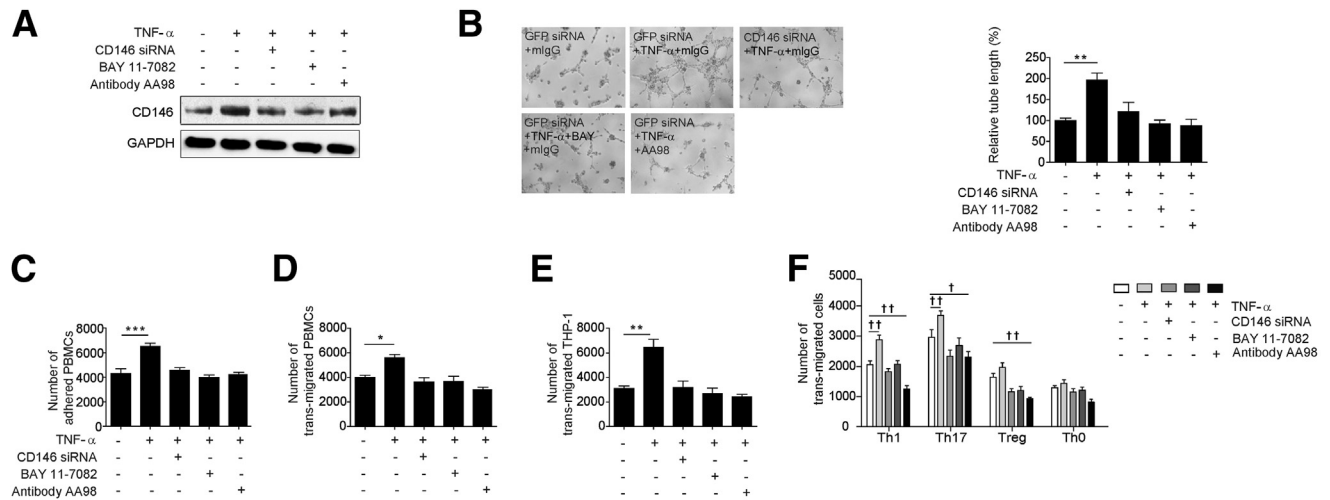 A
TNF-α - + + + +
CD146 siRNA - - + - -
BAY 11-7082 - - - + -
Antibody AA98 - - - - +
CD146
GAPDH
B
GFP siRNA
+mIgG
GFP siRNA
+TNF-α+mIgG
CD146 siRNA
+TNF-α+mIgG
GFP siRNA
+TNF-α+BAY
+mIgG
GFP siRNA
+TNF-α
+AA98
Relative tube length (%)
250
200
150
100
50
0
**
TNF-α - + + + +
CD146 siRNA - - + - -
BAY 11-7082 - - - + -
Antibody AA98 - - - - +
C
Number of
adhered PBMCs
8000
6000
4000
2000
0
***
TNF-α - + + + +
CD146 siRNA - - + - -
BAY 11-7082 - - - + -
Antibody AA98 - - - - +
D
Number of
trans-migrated PBMCs
8000
6000
4000
2000
0
*
- + + + +
- - + - -
- - - + -
- - - - +
E
Number of
trans-migrated THP-1
8000
6000
4000
2000
0
**
- + + + +
- - + - -
- - - + -
- - - - +
F
Number of
trans-migrated cells
5000
4000
3000
2000
1000
0
††
††
††
†
††
Th1 Th17 Treg Th0
- + + + + TNF-α
- - + - - CD146 siRNA
- - - + - BAY 11-7082
- - - - + Antibody AA98